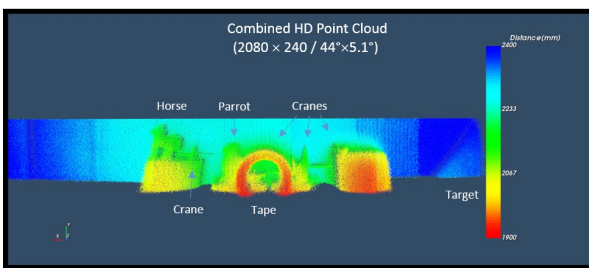 Combined HD Point Cloud
(2080 × 240 / 44°×5.1°)
Distance(mm)
2400
Horse Parrot Cranes
2233
2067
Crane Tape Target
1900
Y
X Z